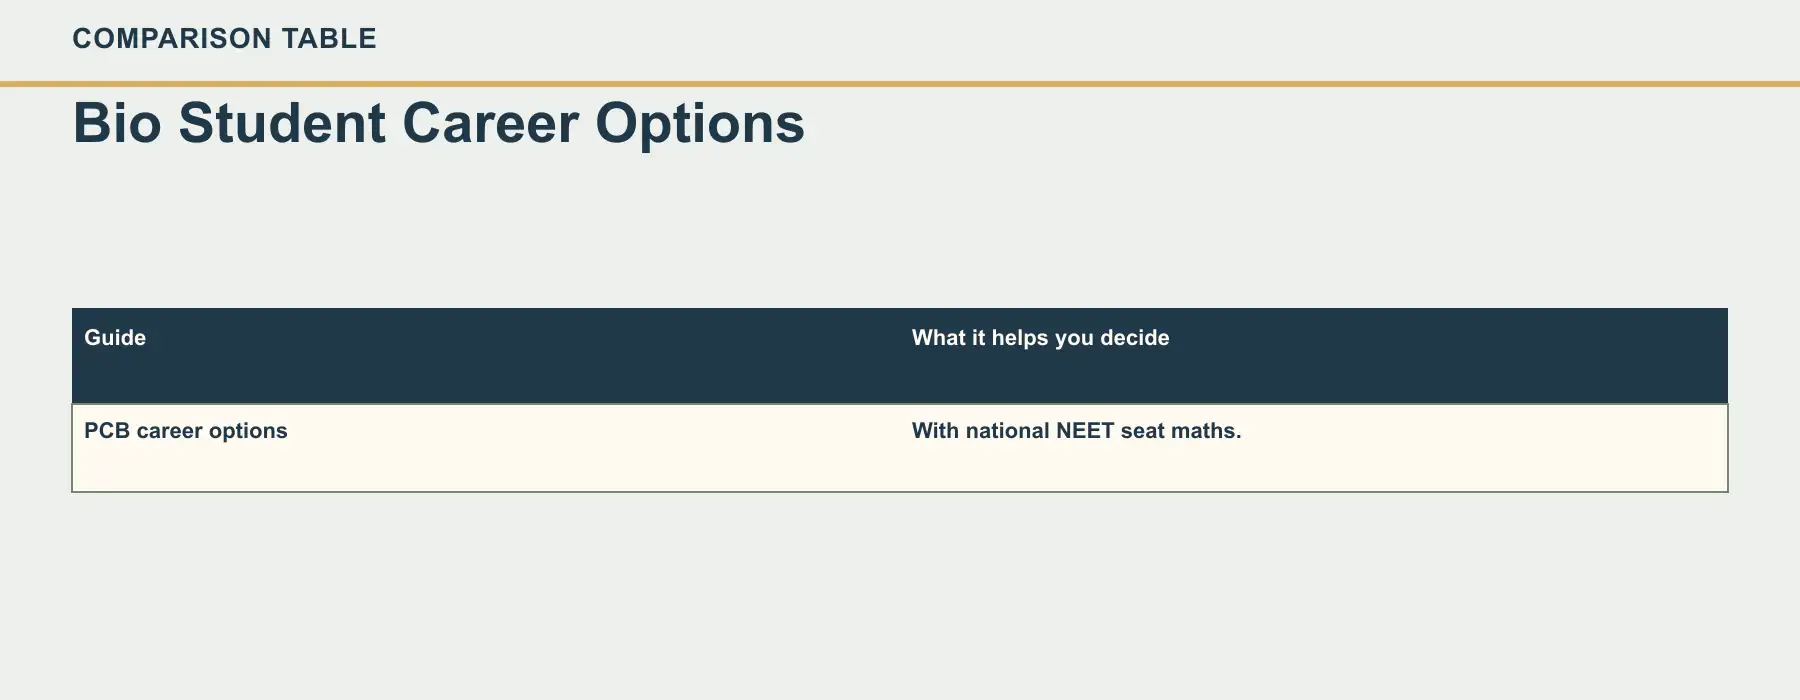 COMPARISON TABLE
Bio Student Career Options
Guide What it helps you decide
PCB career options With national NEET seat maths.